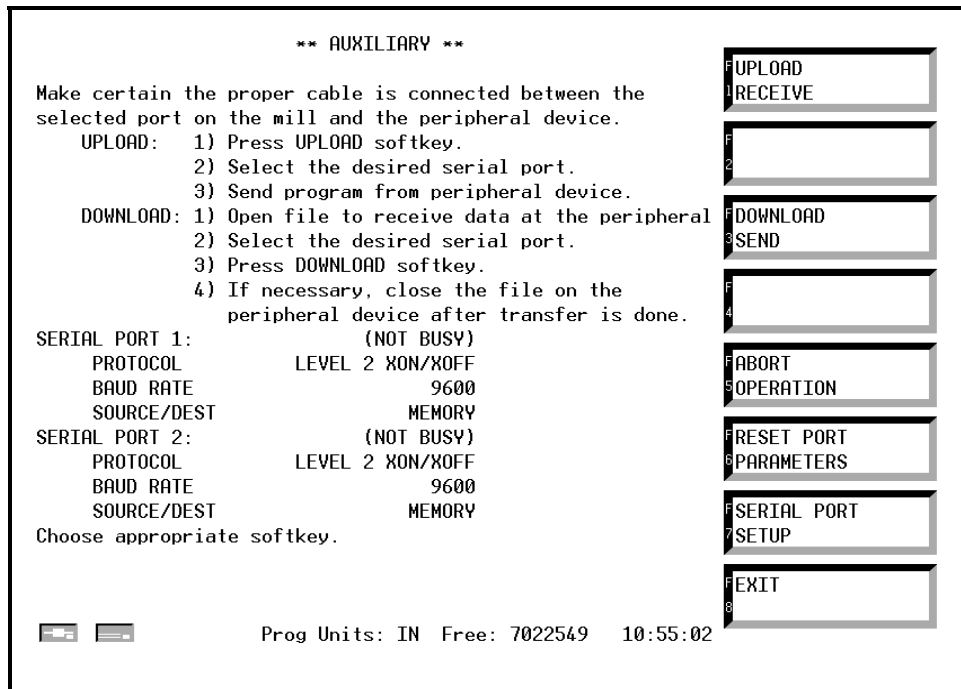 ** AUXILIARY **
Make certain the proper cable is connected between the
selected port on the mill and the peripheral device.
UPLOAD: 1) Press UPLOAD softkey.
2) Select the desired serial port.
3) Send program from peripheral device.
DOWNLOAD: 1) Open file to receive data at the peripheral
2) Select the desired serial port.
3) Press DOWNLOAD softkey.
4) If necessary, close the file on the
peripheral device after transfer is done.
SERIAL PORT 1: (NOT BUSY)
PROTOCOL LEVEL 2 XON/XOFF
BAUD RATE 9600
SOURCE/DEST MEMORY
SERIAL PORT 2: (NOT BUSY)
PROTOCOL LEVEL 2 XON/XOFF
BAUD RATE 9600
SOURCE/DEST MEMORY
Choose appropriate softkey.
Prog Units: IN Free: 7022549 10:55:02
F1 UPLOAD
RECEIVE
F2
F3 DOWNLOAD
SEND
F4
F5 ABORT
OPERATION
F6 RESET PORT
PARAMETERS
F7 SERIAL PORT
SETUP
F8 EXIT